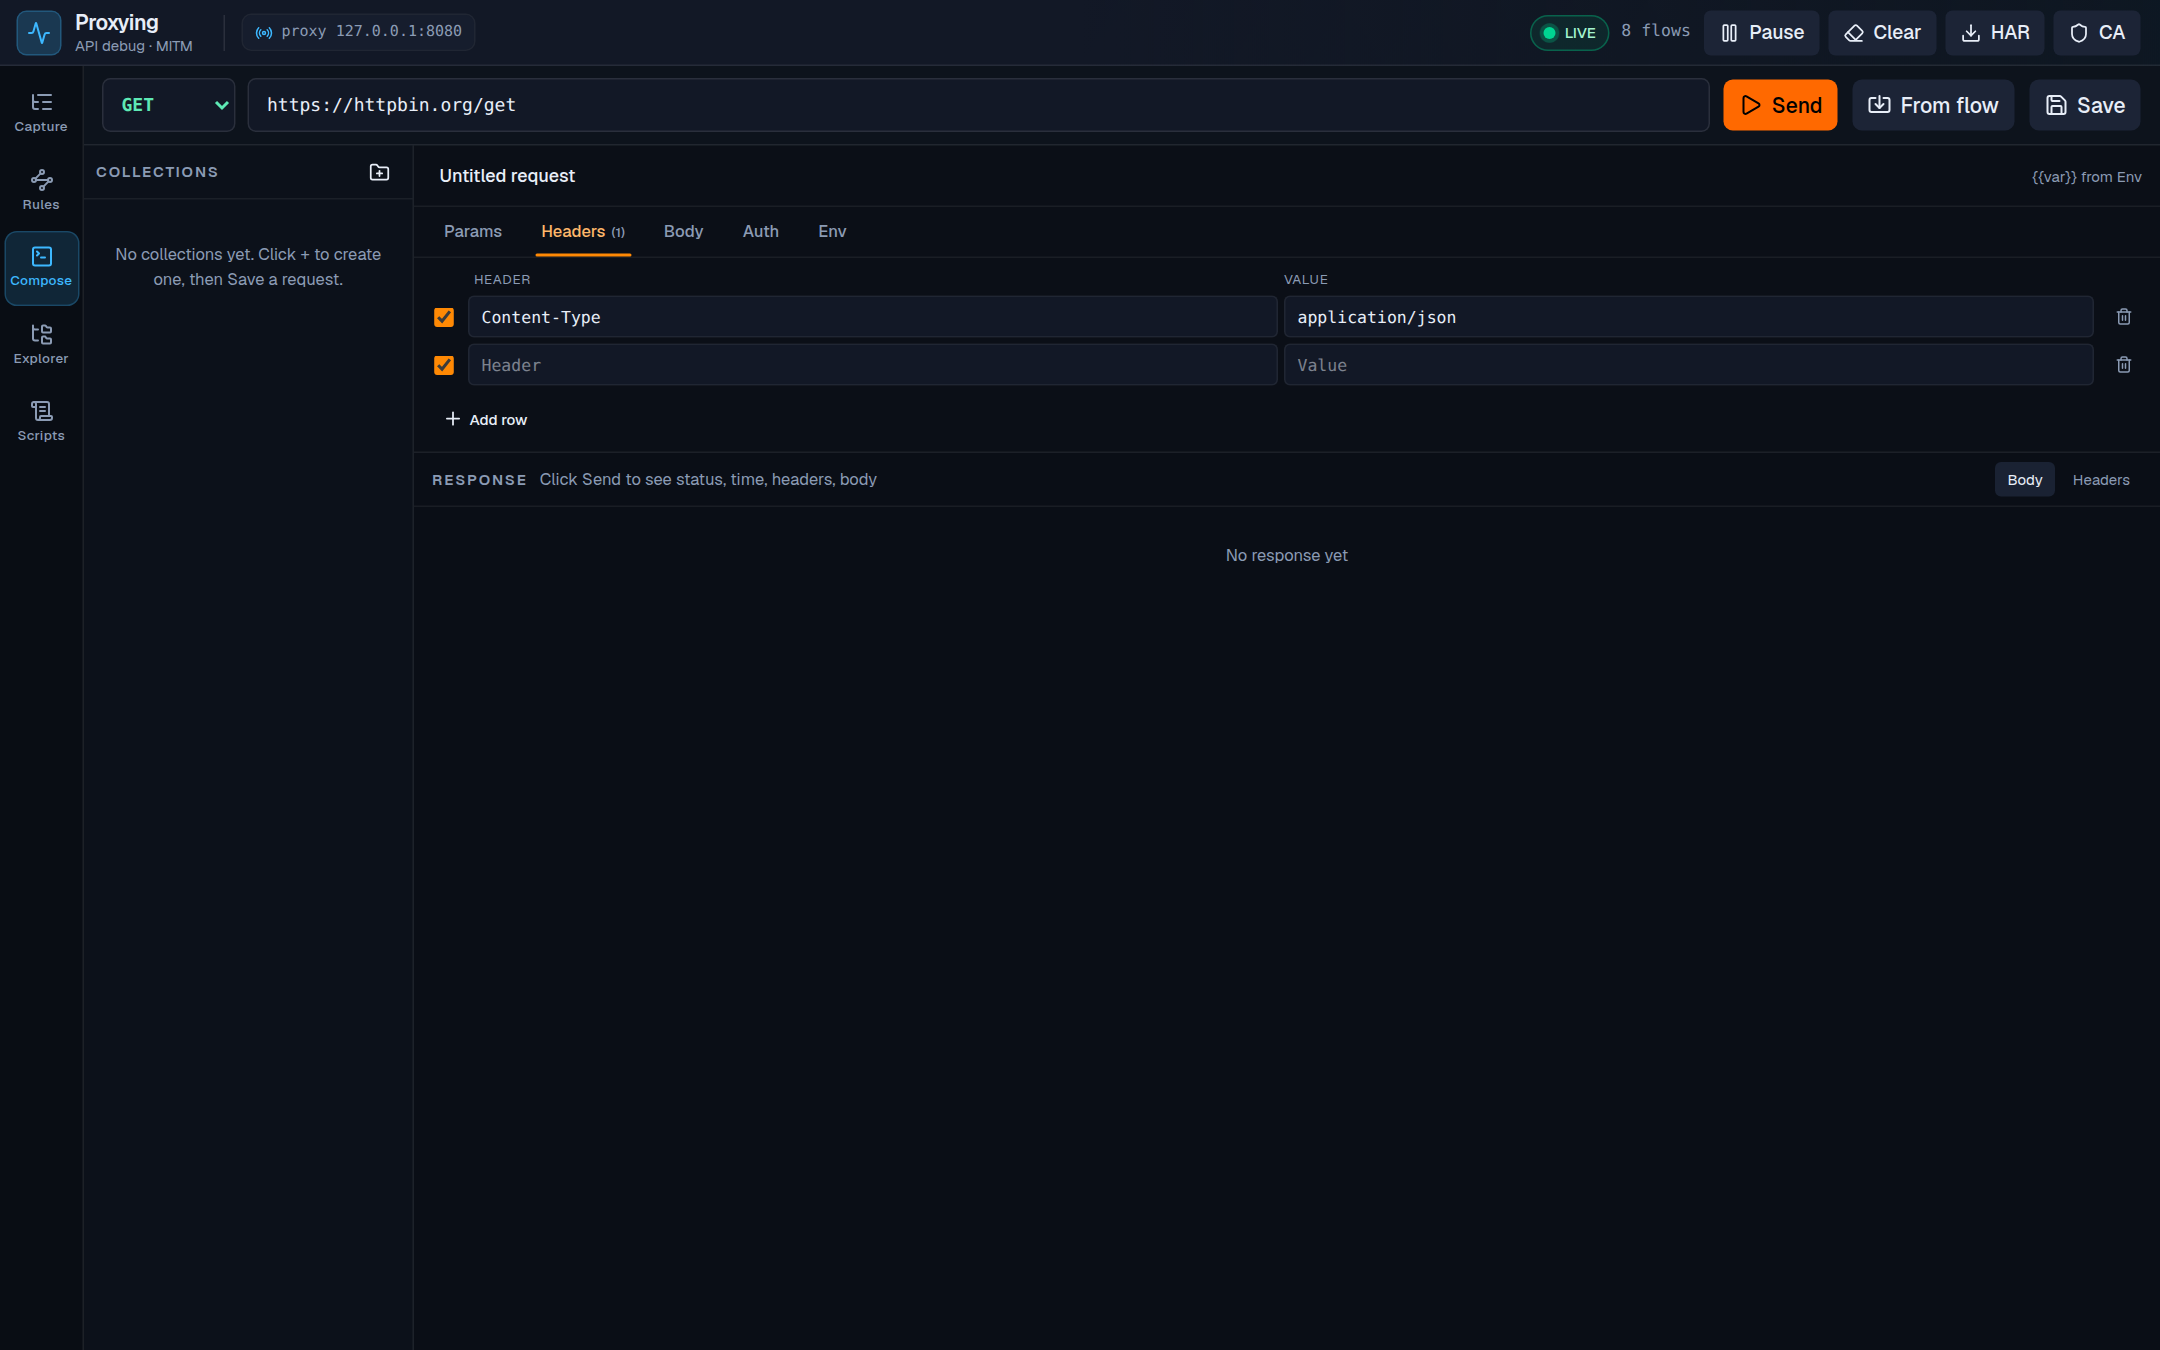 Proxying
API debug · MITM
proxy 127.0.0.1:8080
LIVE
8 flows
Pause
Clear
HAR
CA
Capture
Rules
Compose
Explorer
Scripts
GET
https://httpbin.org/get
Send
From flow
Save
COLLECTIONS
No collections yet. Click + to create
one, then Save a request.
Untitled request
{{var}} from Env
Params
Headers (1)
Body
Auth
Env
HEADER
VALUE
Content-Type
application/json
Header
Value
Add row
RESPONSE
Click Send to see status, time, headers, body
Body
Headers
No response yet